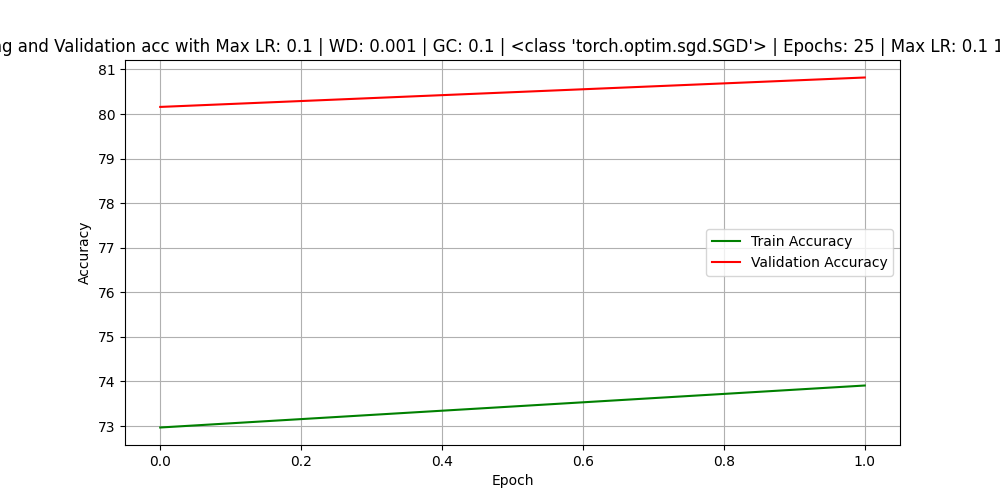 and Validation acc with Max LR: 0.1 | WD: 0.001 | GC: 0.1 | <class 'torch.optim.sgd.SGD'> | Epochs: 25 | Max LR: 0.1
81
80
79
78
77
76
75
74
73
Accuracy
Train Accuracy
Validation Accuracy
0.0 0.2 0.4 0.6 0.8 1.0
Epoch